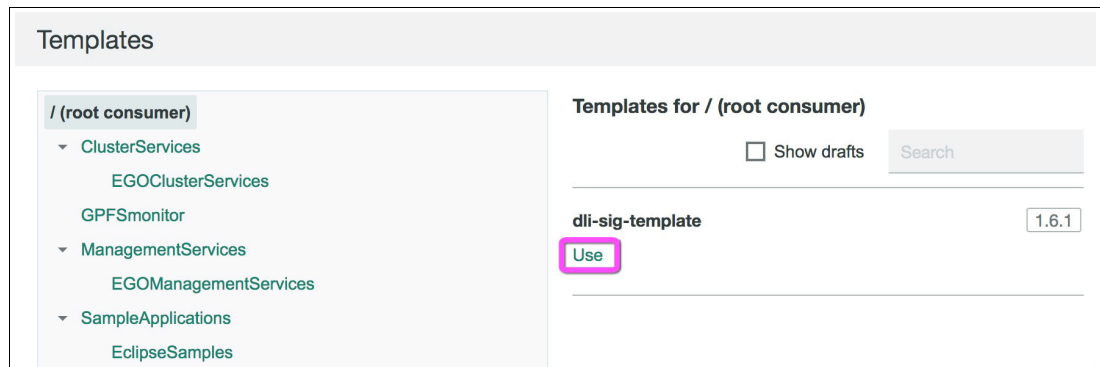 Templates
/ (root consumer)
ClusterServices
EGOClusterServices
GPFSmonitor
ManagementServices
EGOManagementServices
SampleApplications
EclipseSamples
Templates for / (root consumer)
Show drafts
Search
dli-sig-template
1.6.1
Use